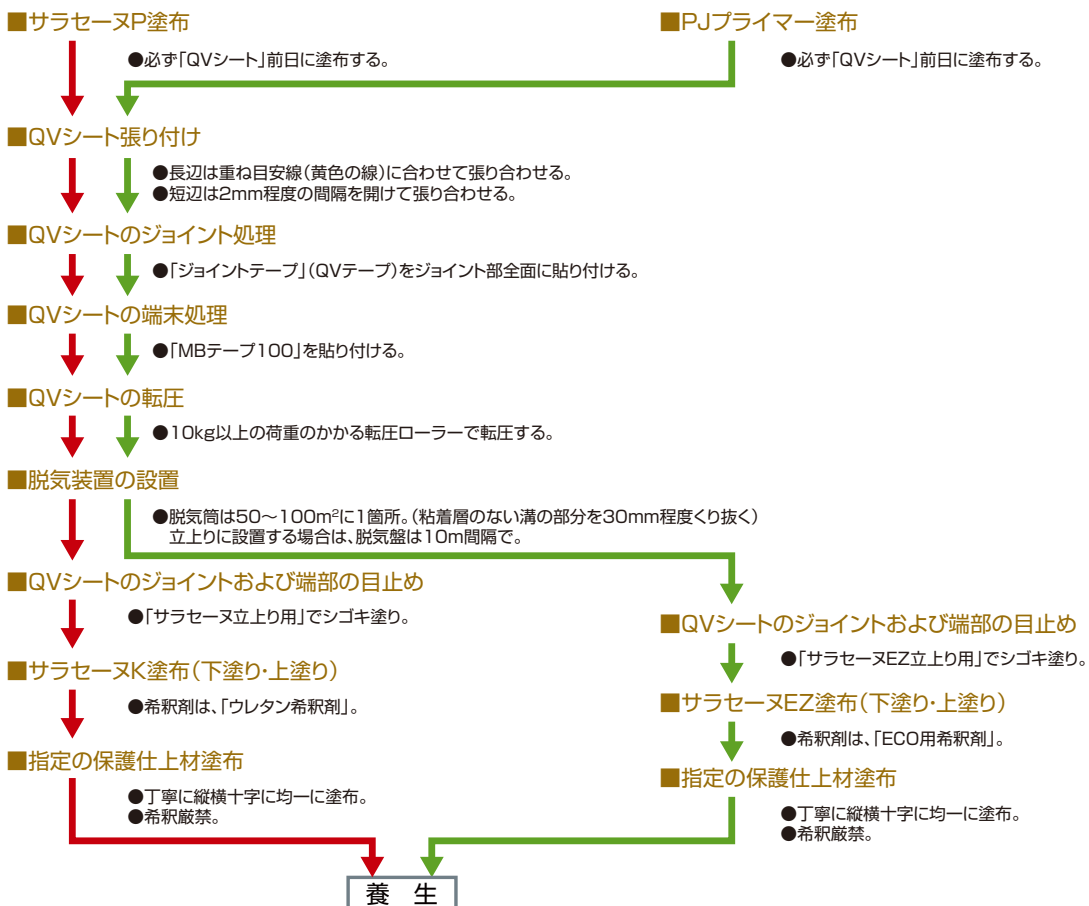 ■サラセーヌP塗布
●必ず「QVシート」前日に塗布する。
■PJプライマー塗布
●必ず「QVシート」前日に塗布する。
■QVシート張り付け
●長辺は重ね目安線(黄色の線)に合わせて張り合わせる。
●短辺は2mm程度の間隔を開けて張り合わせる。
■QVシートのジョイント処理
●「ジョイントテープ」(QVテープ)をジョイント部全面に貼り付ける。
■QVシートの端末処理
●「MBテープ100」を貼り付ける。
■QVシートの転圧
●10kg以上の荷重のかかる転圧ローラーで転圧する。
■脱気装置の設置
●脱気筒は50～100m²に1箇所。(粘着層のない溝の部分を30mm程度くり抜く)
立上りに設置する場合は、脱気盤は10m間隔で。
■QVシートのジョイントおよび端部の目止め
●「サラセーヌ立上り用」でシゴキ塗り。
■サラセーヌK塗布(下塗り・上塗り)
●希釈剤は、「ウレタン希釈剤」。
■指定の保護仕上材塗布
●丁寧に縦横十字に均一に塗布。
●希釈厳禁。
■QVシートのジョイントおよび端部の目止め
●「サラセーヌEZ立上り用」でシゴキ塗り。
■サラセーヌEZ塗布(下塗り・上塗り)
●希釈剤は、「ECO用希釈剤」。
■指定の保護仕上材塗布
●丁寧に縦横十字に均一に塗布。
●希釈厳禁。
養 生